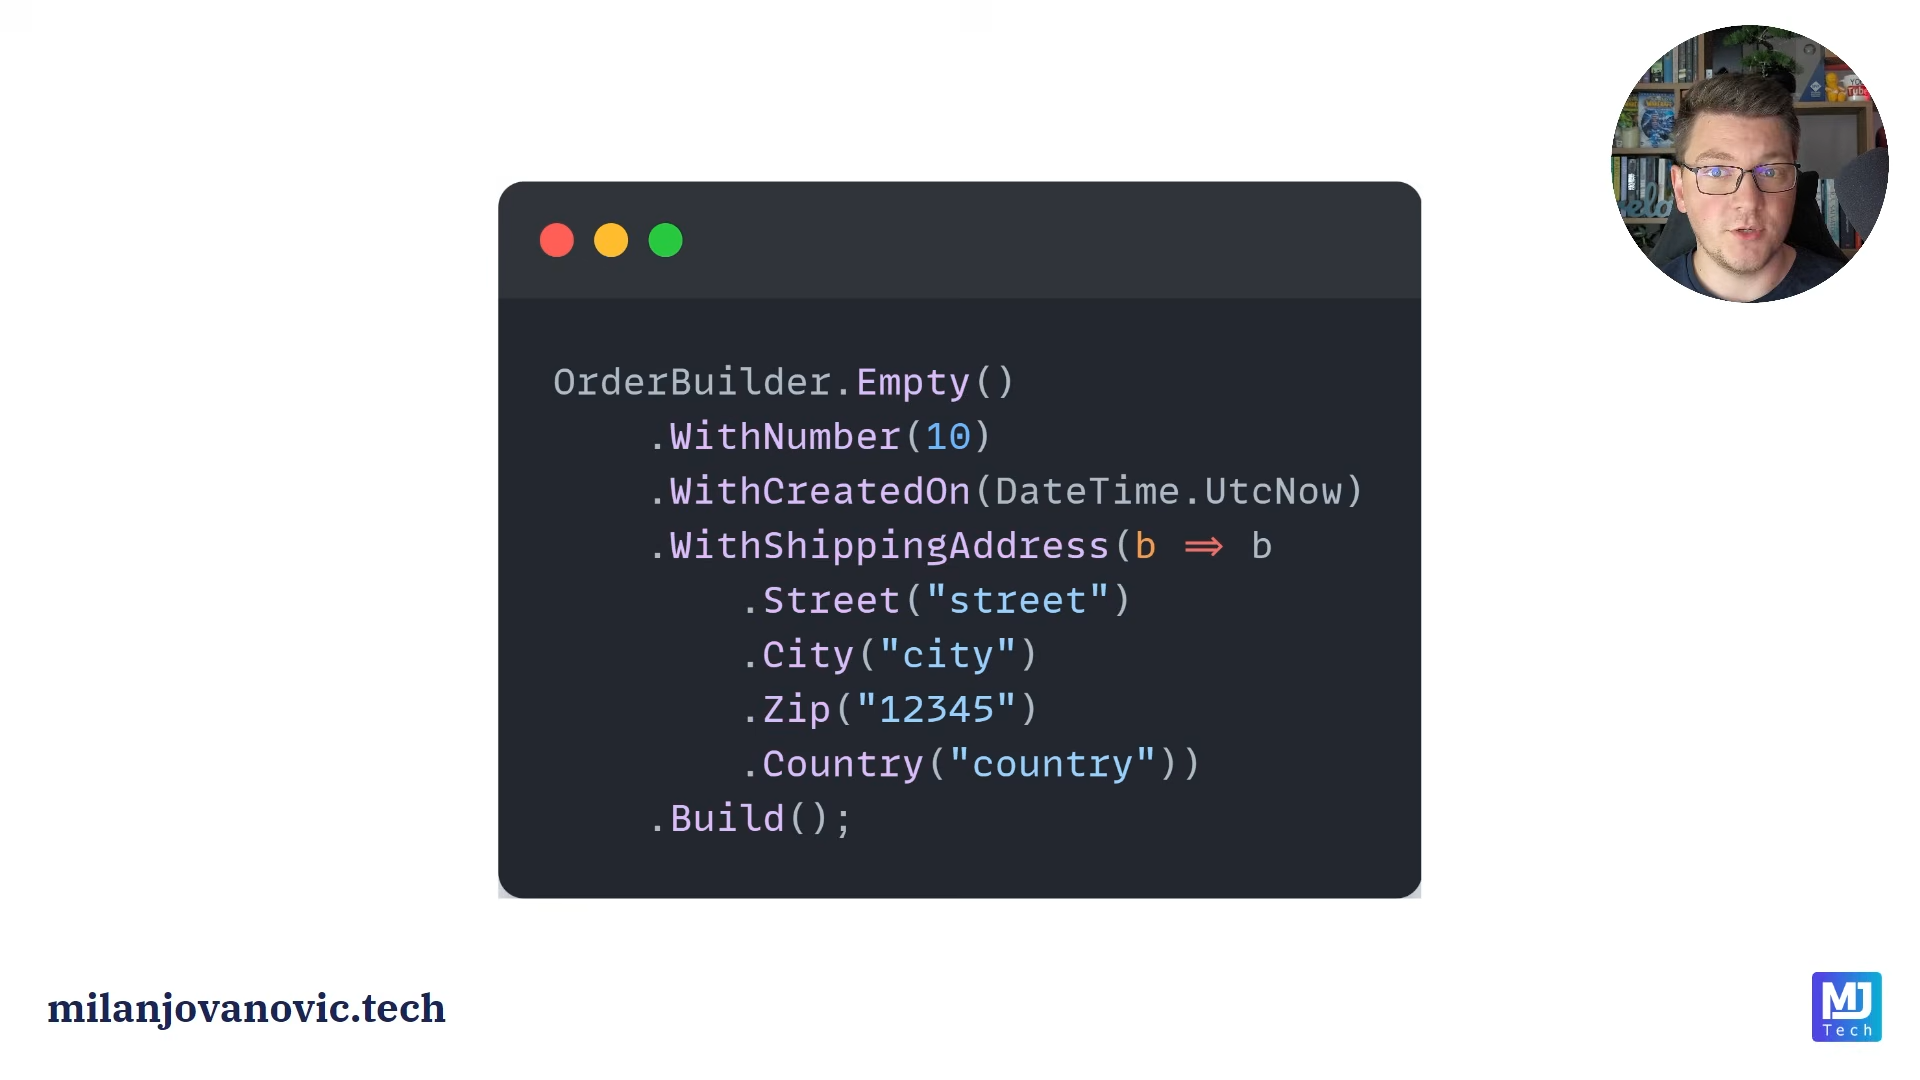 OrderBuilder.Empty()
.WithNumber(10)
.WithCreatedOn(DateTime.UtcNow)
.WithShippingAddress(b => b
.Street("street")
.City("city")
.Zip("12345")
.Country("country"))
.Build();
milanjovanovic.tech
MJ
Tech